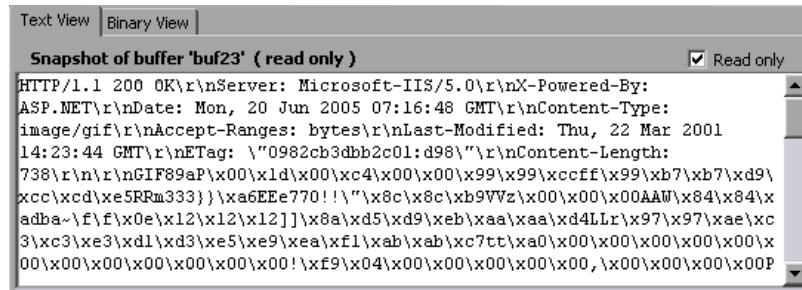 Text View Binary View
Snapshot of buffer 'buf23' ( read only ) Read only
HTTP/1.1 200 OK\r\nServer: Microsoft-IIS/5.0\r\nX-Powered-By:
ASP.NET\r\nDate: Mon, 20 Jun 2005 07:16:48 GMT\r\nContent-Type:
image/gif\r\nAccept-Ranges: bytes\r\nLast-Modified: Thu, 22 Mar 2001
14:23:44 GMT\r\nETag: \"0982cb3dbb2c01:d98\"\r\nContent-Length:
738\r\n\r\nGIF89aP\x00\x1d\x00\xc4\x00\x00\x99\x99\xccff\x99\xb7\xb7\xd9\
xcc\xcd\xe5RRm333}}\xa6EEe770!!\"\x8c\x8c\xb9VVz\x00\x00\x00AAW\x84\x84\x
adba~\f\f\x0e\x12\x12\x12]]\x8a\xd5\xd9\xeb\xaa\xaa\xd4LLr\x97\x97\xae\xc
3\xc3\xe3\xd1\xd3\xe5\xe9\xea\xf1\xab\xab\xc7tt\xa0\x00\x00\x00\x00\x00\x
00\x00\x00\x00\x00\x00\x00!\xf9\x04\x00\x00\x00\x00\x00,\x00\x00\x00\x00P